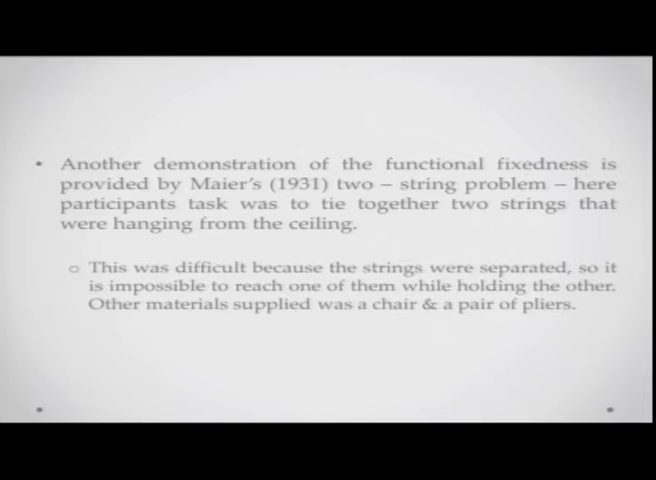 • Another demonstration of the functional fixedness is
provided by Maier's (1931) two – string problem – here
participants task was to tie together two strings that
were hanging from the ceiling.
o This was difficult because the strings were separated, so it
is impossible to reach one of them while holding the other.
Other materials supplied was a chair & a pair of pliers.